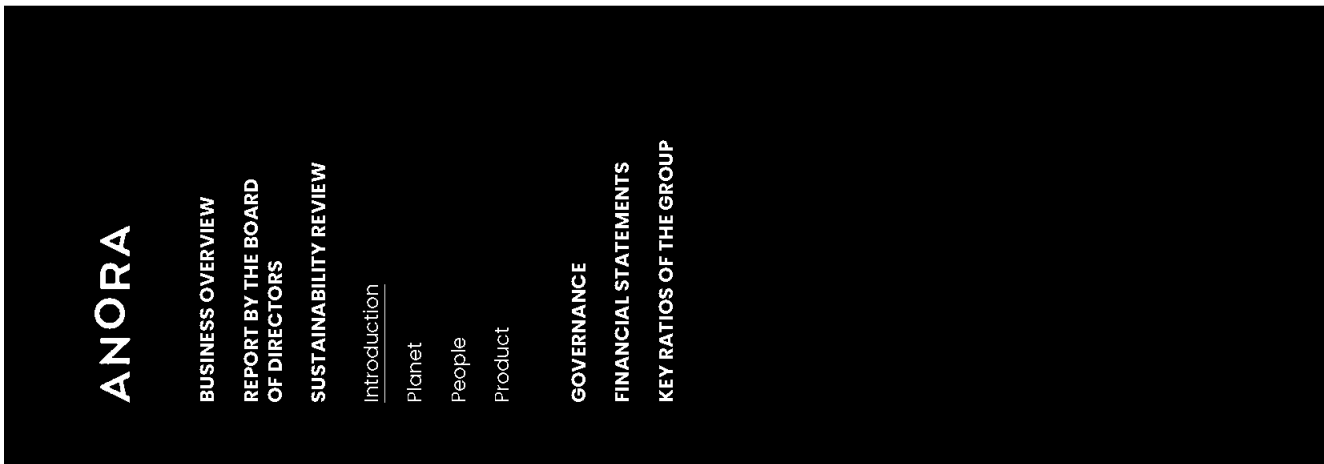 ANORA
BUSINESS OVERVIEW
REPORT BY THE BOARD
OF DIRECTORS
SUSTAINABILITY REVIEW
Introduction
Planet
People
Product
GOVERNANCE
FINANCIAL STATEMENTS
KEY RATIOS OF THE GROUP